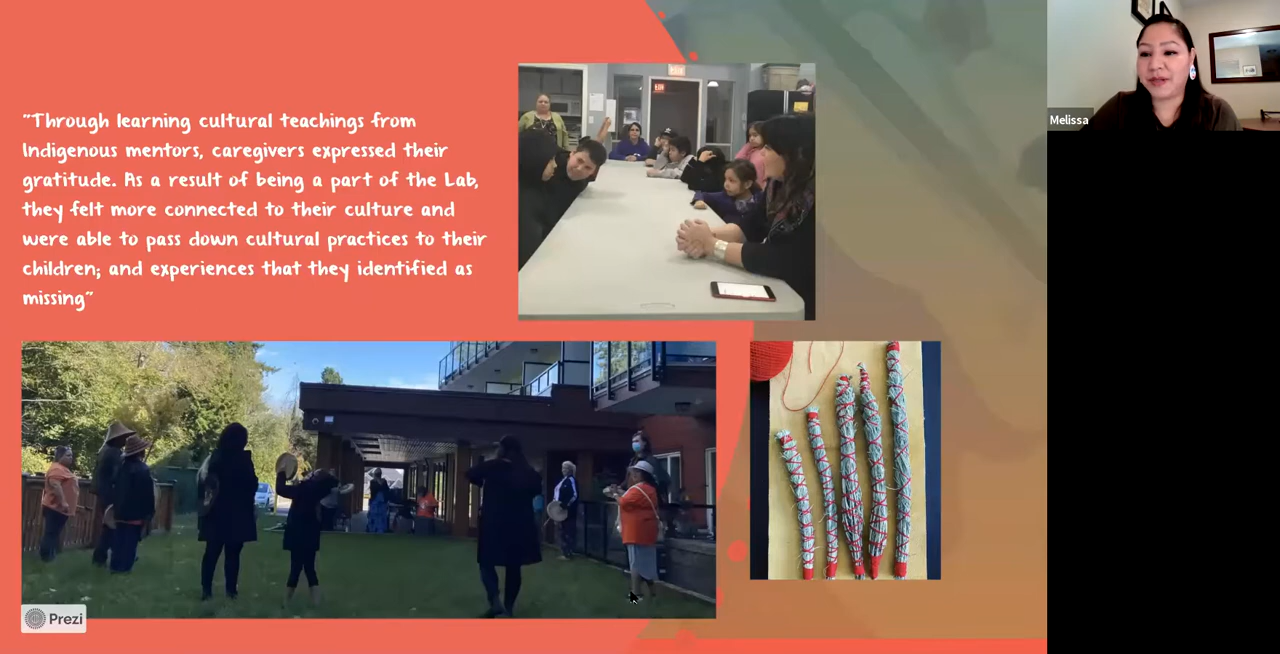 "Through learning cultural teachings from
Indigenous mentors, caregivers expressed their
gratitude. As a result of being a part of the Lab,
they felt more connected to their culture and
were able to pass down cultural practices to their
children; and experiences that they identified as
missing"
Melissa
Prezi